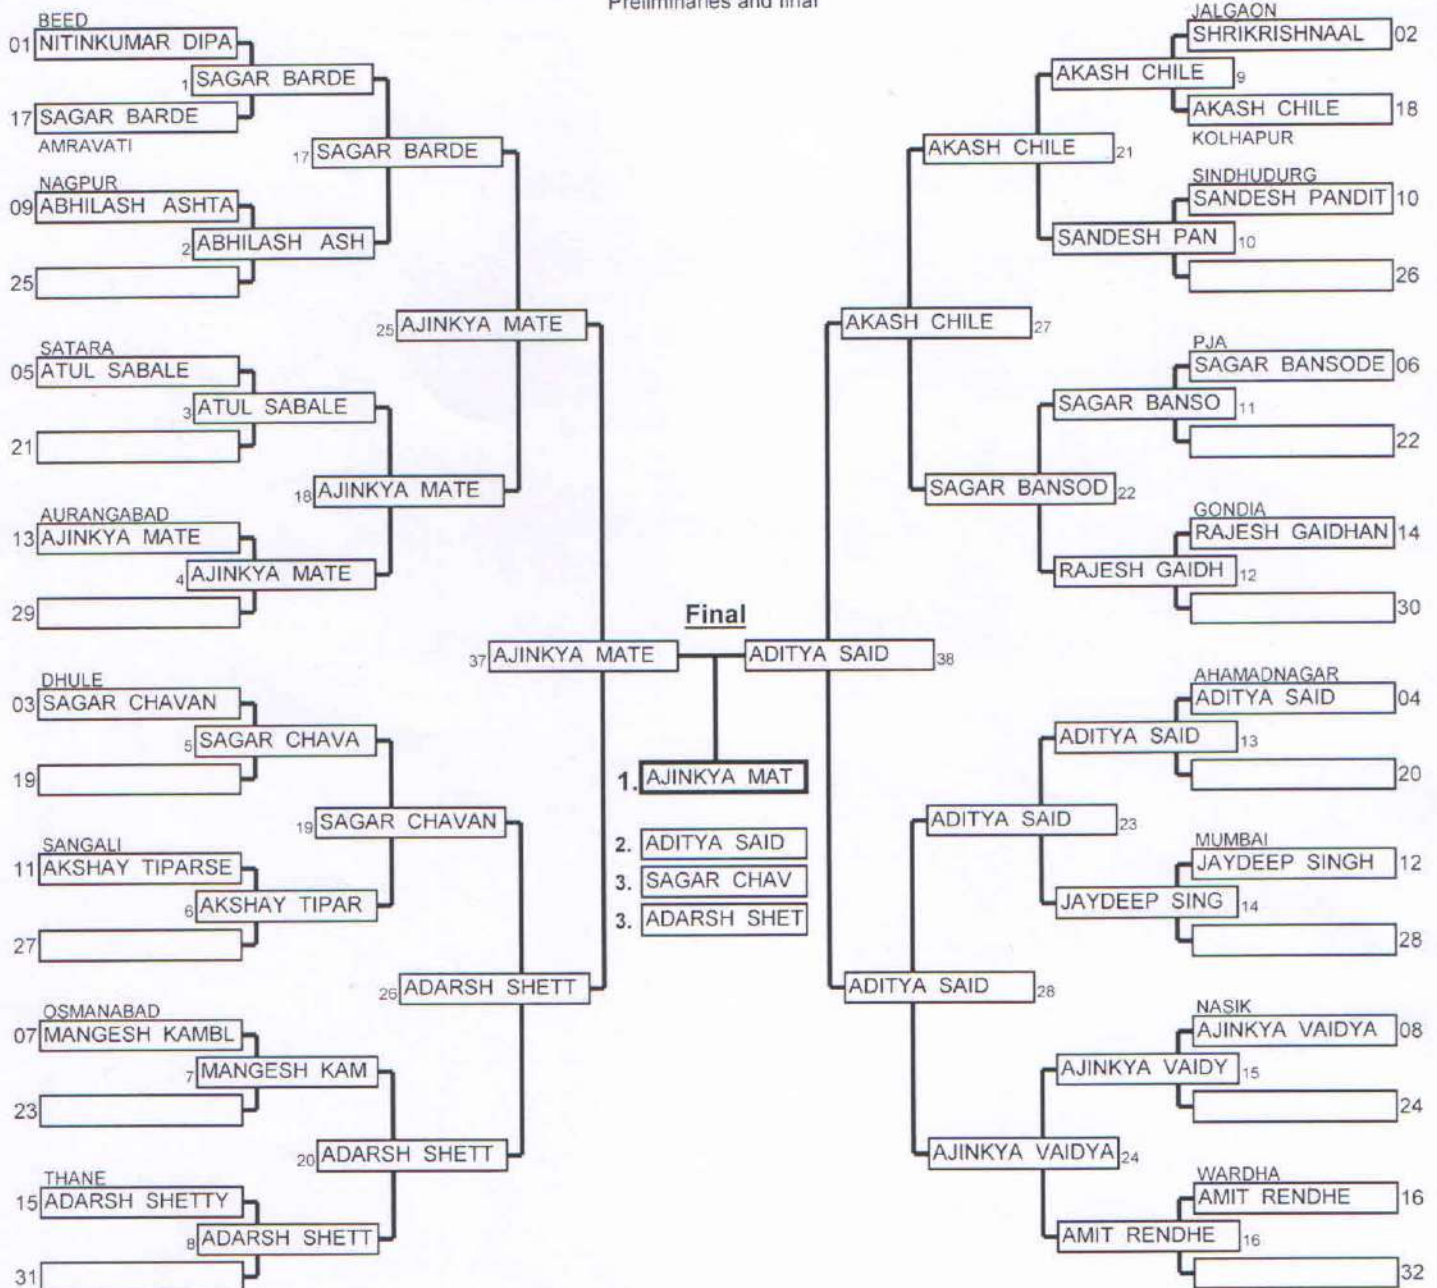 Preliminaries and final
BEED
01 NITINKUMAR DIPA
1 SAGAR BARDE
17 SAGAR BARDE
AMRAVATI
17 SAGAR BARDE
NAGPUR
09 ABHILASH ASHTA
2 ABHILASH ASH
25
25 AJINKYA MATE
SATARA
05 ATUL SABALE
3 ATUL SABALE
21
18 AJINKYA MATE
AURANGABAD
13 AJINKYA MATE
4 AJINKYA MATE
29
37 AJINKYA MATE
DHULE
03 SAGAR CHAVAN
5 SAGAR CHAVA
19
19 SAGAR CHAVAN
SANGALI
11 AKSHAY TIPARSE
6 AKSHAY TIPAR
27
26 ADARSH SHETT
OSMANABAD
07 MANGESH KAMBL
7 MANGESH KAM
23
20 ADARSH SHETT
THANE
15 ADARSH SHETTY
8 ADARSH SHETT
31
Final
1. AJINKYA MAT
2. ADITYA SAID
3. SAGAR CHAV
3. ADARSH SHET
JALGAON
SHRIKRISHNAAL 02
AKASH CHILE 9
AKASH CHILE 18
KOLHAPUR
AKASH CHILE 21
SINDHUDURG
SANDESH PANDIT 10
SANDESH PAN 10
26
AKASH CHILE 27
PJA
SAGAR BANSODE 06
SAGAR BANSO 11
22
SAGAR BANSOD 22
GONDIA
RAJESH GAIDHAN 14
RAJESH GAIDH 12
30
ADITYA SAID 38
AHAMADNAGAR
ADITYA SAID 04
ADITYA SAID 13
20
ADITYA SAID 23
MUMBAI
JAYDEEP SINGH 12
JAYDEEP SING 14
28
ADITYA SAID 28
NASIK
AJINKYA VAIDYA 08
AJINKYA VAIDY 15
24
AJINKYA VAIDYA 24
WARDHA
AMIT RENDHE 16
AMIT RENDHE 16
32